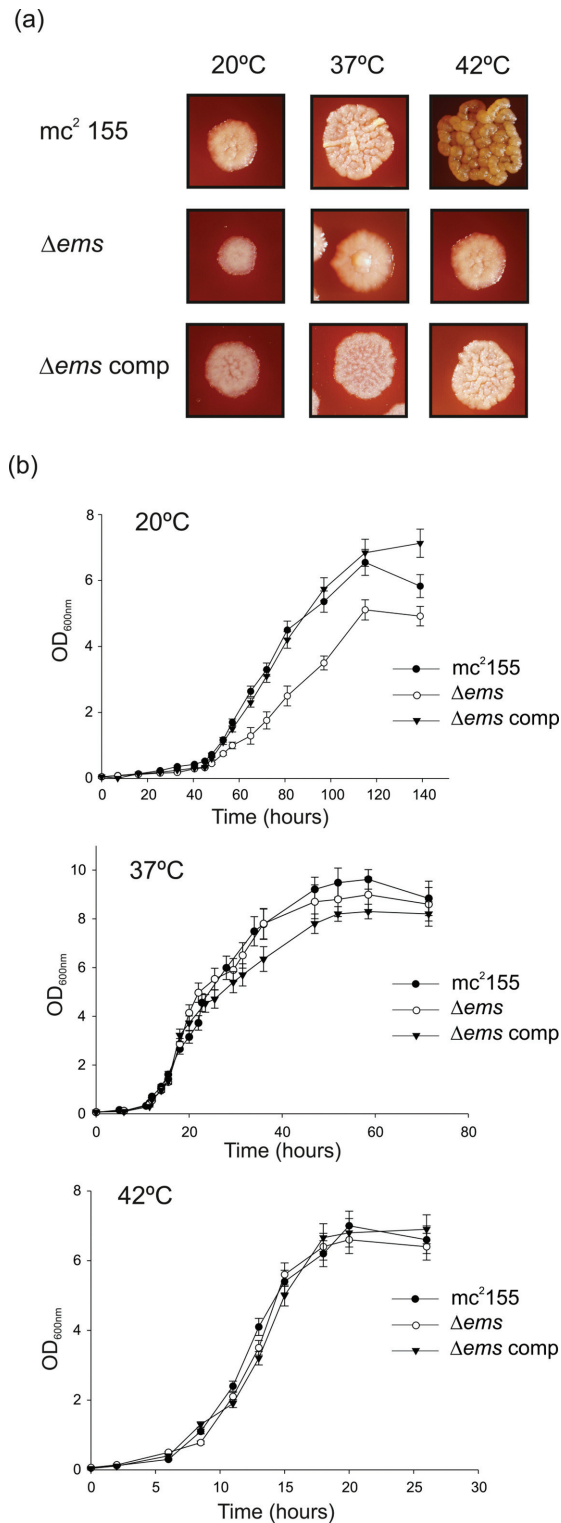 (a)
20ºC 37ºC 42ºC
mc² 155
Δems
Δems comp
(b)
20ºC
8
6
4
2
0
OD600nm
0 20 40 60 80 100 120 140
Time (hours)
mc²155
Δems
Δems comp
37ºC
10
8
6
4
2
0
OD600nm
0 20 40 60 80
Time (hours)
mc²155
Δems
Δems comp
42ºC
8
6
4
2
0
OD600nm
0 5 10 15 20 25 30
Time (hours)
mc²155
Δems
Δems comp